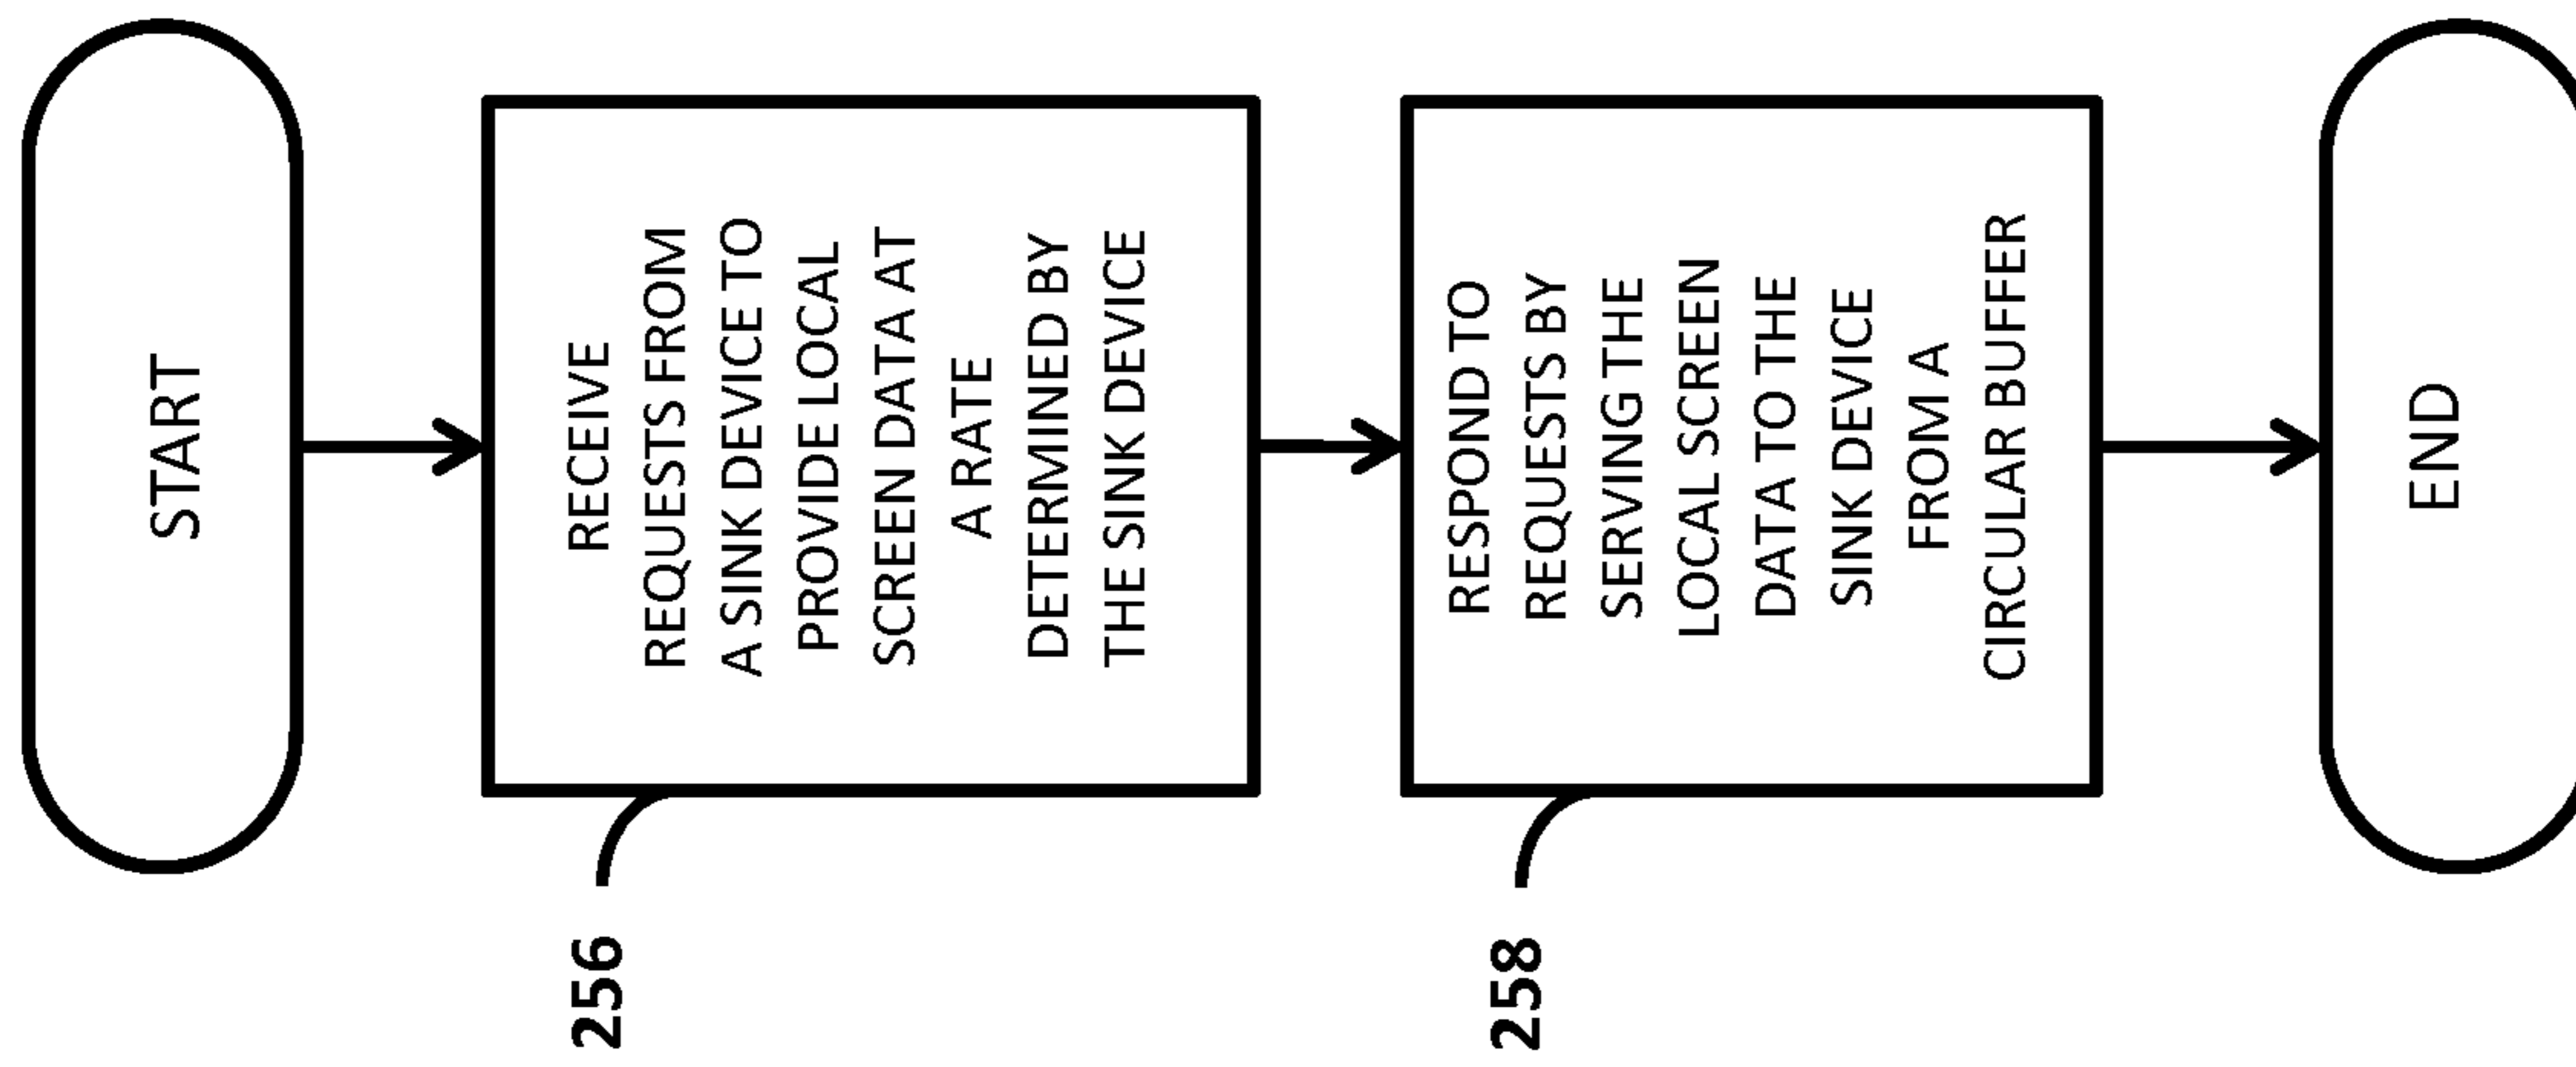 START
256
RECEIVE
REQUESTS FROM
A SINK DEVICE TO
PROVIDE LOCAL
SCREEN DATA AT
A RATE
DETERMINED BY
THE SINK DEVICE
258
RESPOND TO
REQUESTS BY
SERVING THE
LOCAL SCREEN
DATA TO THE
SINK DEVICE
FROM A
CIRCULAR BUFFER
END